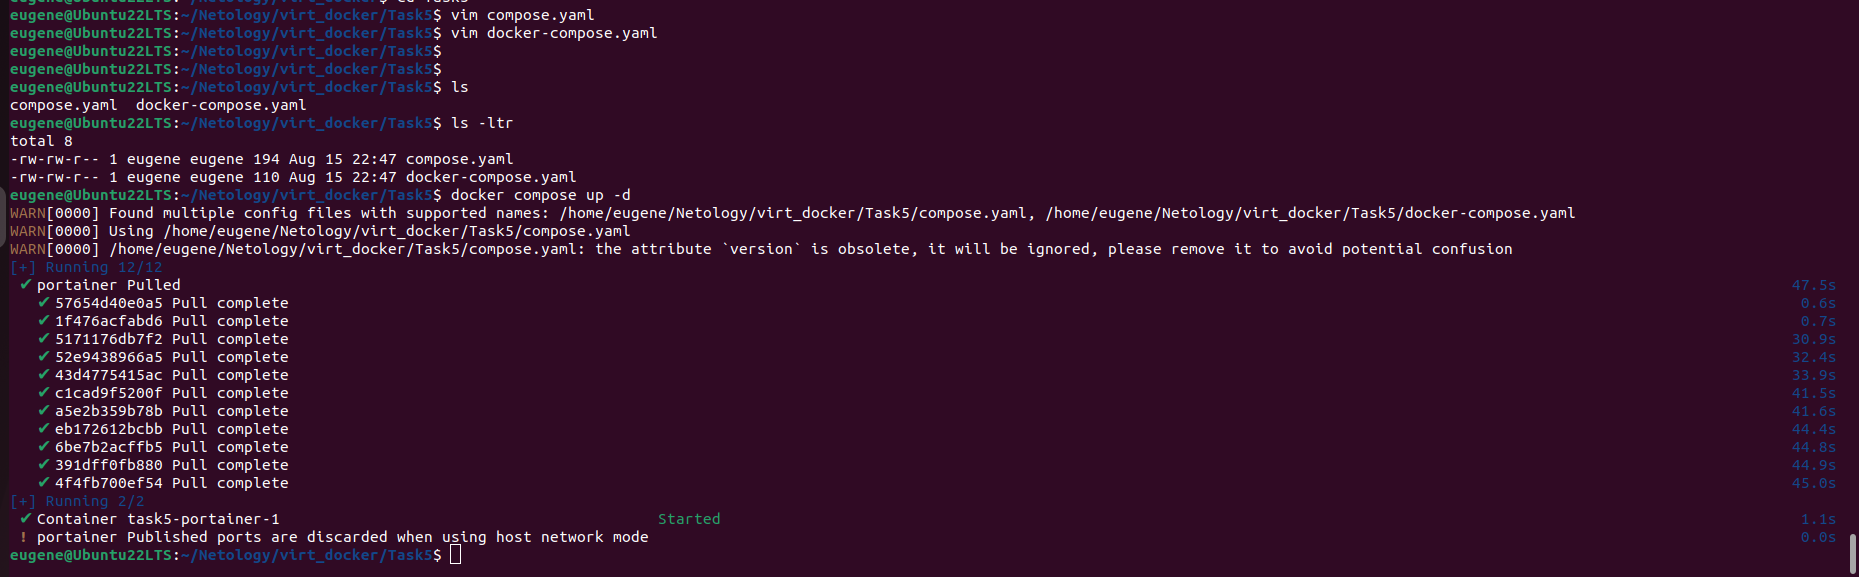 eugene@Ubuntu22LTS:~/Netology/virt_docker/Task5$ vim compose.yaml
eugene@Ubuntu22LTS:~/Netology/virt_docker/Task5$ vim docker-compose.yaml
eugene@Ubuntu22LTS:~/Netology/virt_docker/Task5$
eugene@Ubuntu22LTS:~/Netology/virt_docker/Task5$
eugene@Ubuntu22LTS:~/Netology/virt_docker/Task5$ ls
compose.yaml  docker-compose.yaml
eugene@Ubuntu22LTS:~/Netology/virt_docker/Task5$ ls -ltr
total 8
-rw-rw-r-- 1 eugene eugene 194 Aug 15 22:47 compose.yaml
-rw-rw-r-- 1 eugene eugene 110 Aug 15 22:47 docker-compose.yaml
eugene@Ubuntu22LTS:~/Netology/virt_docker/Task5$ docker compose up -d
WARN[0000] Found multiple config files with supported names: /home/eugene/Netology/virt_docker/Task5/compose.yaml, /home/eugene/Netology/virt_docker/Task5/docker-compose.yaml
WARN[0000] Using /home/eugene/Netology/virt_docker/Task5/compose.yaml
WARN[0000] /home/eugene/Netology/virt_docker/Task5/compose.yaml: the attribute `version` is obsolete, it will be ignored, please remove it to avoid potential confusion
[+] Running 12/12
✔ portainer Pulled 47.5s
✔ 57654d40e0a5 Pull complete 0.6s
✔ 1f476acfabd6 Pull complete 0.7s
✔ 5171176db7f2 Pull complete 30.9s
✔ 52e9438966a5 Pull complete 32.4s
✔ 43d4775415ac Pull complete 33.9s
✔ c1cad9f5200f Pull complete 41.5s
✔ a5e2b359b78b Pull complete 41.6s
✔ eb172612bcbb Pull complete 44.4s
✔ 6be7b2acffb5 Pull complete 44.8s
✔ 391dff0fb880 Pull complete 44.9s
✔ 4f4fb700ef54 Pull complete 45.0s
[+] Running 2/2
✔ Container task5-portainer-1 Started 1.1s
! portainer Published ports are discarded when using host network mode 0.0s
eugene@Ubuntu22LTS:~/Netology/virt_docker/Task5$